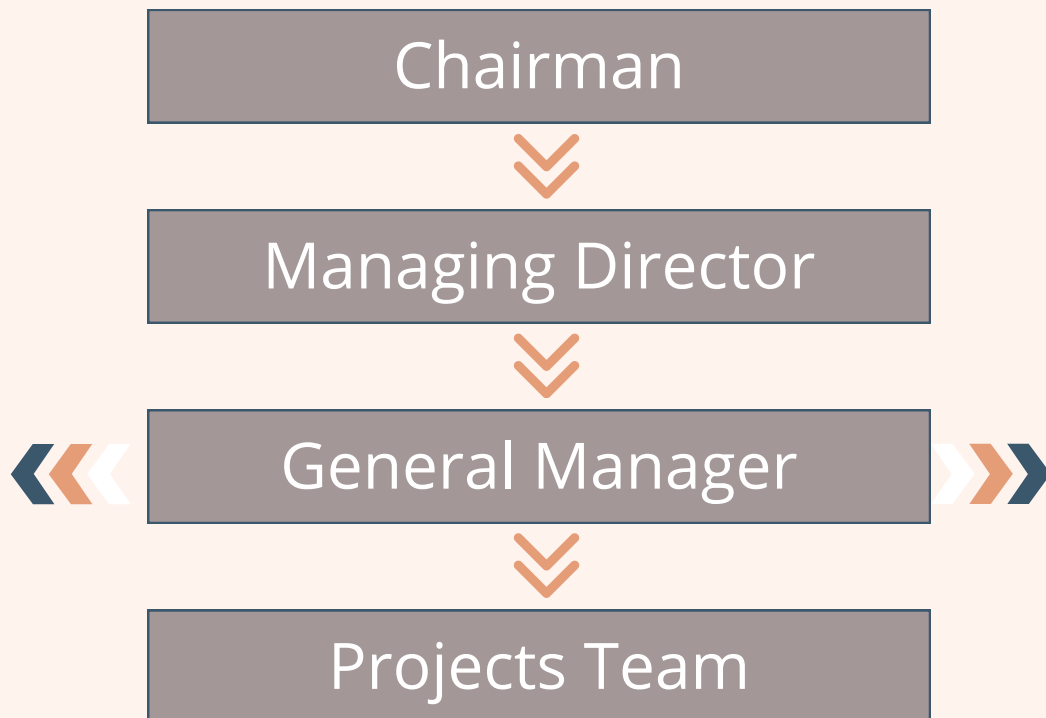 Chairman
Managing Director
General Manager
Projects Team